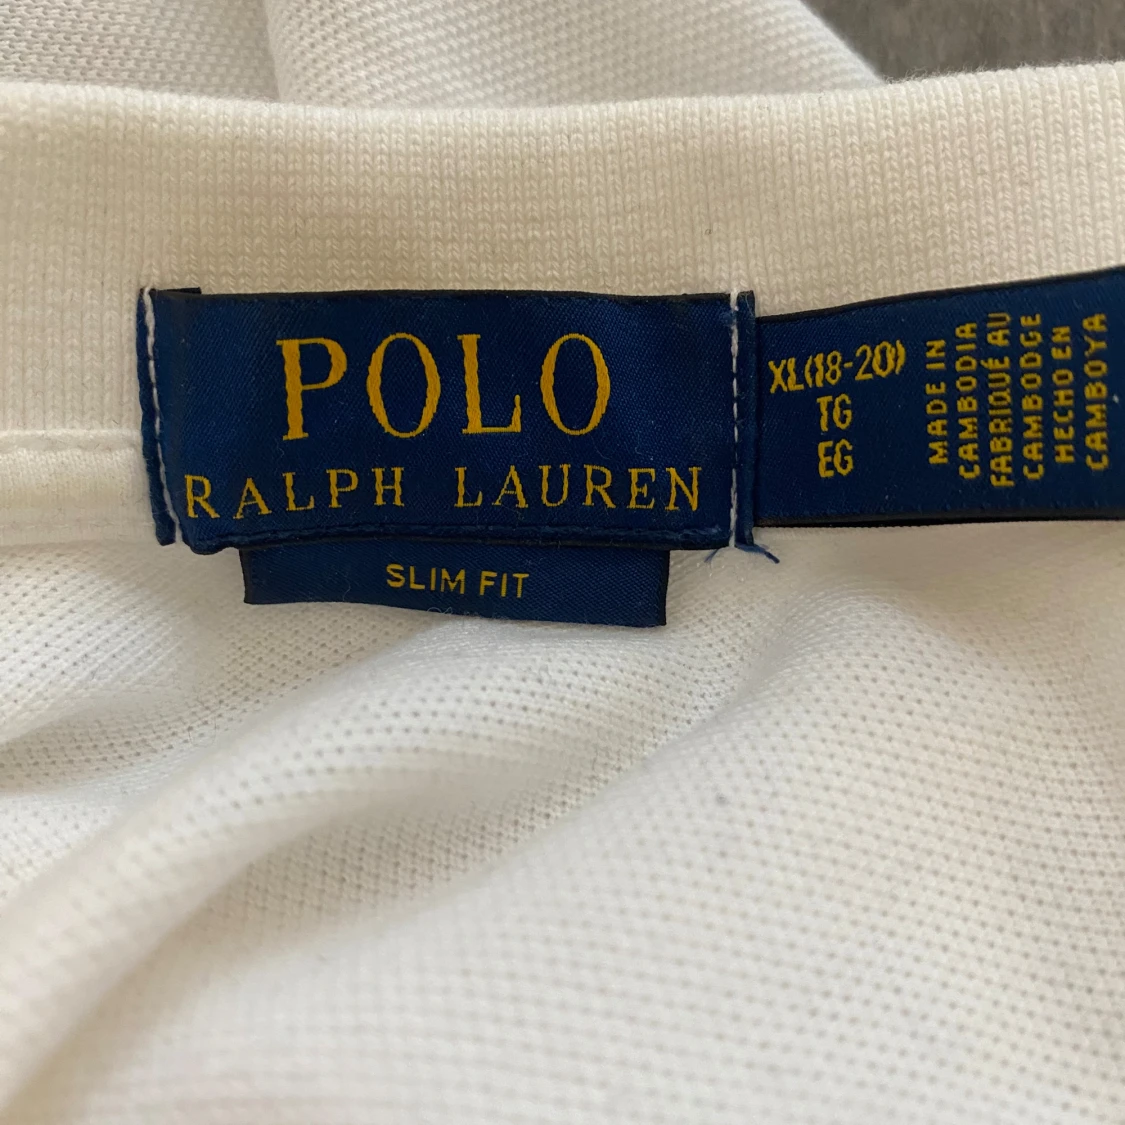 POLO
RALPH LAUREN
SLIM FIT
XL(18-20)
TG
EG
MADE IN
CAMBODIA
FABRIQUÉ AU
CAMBODGE
HECHO EN
CAMBOYA